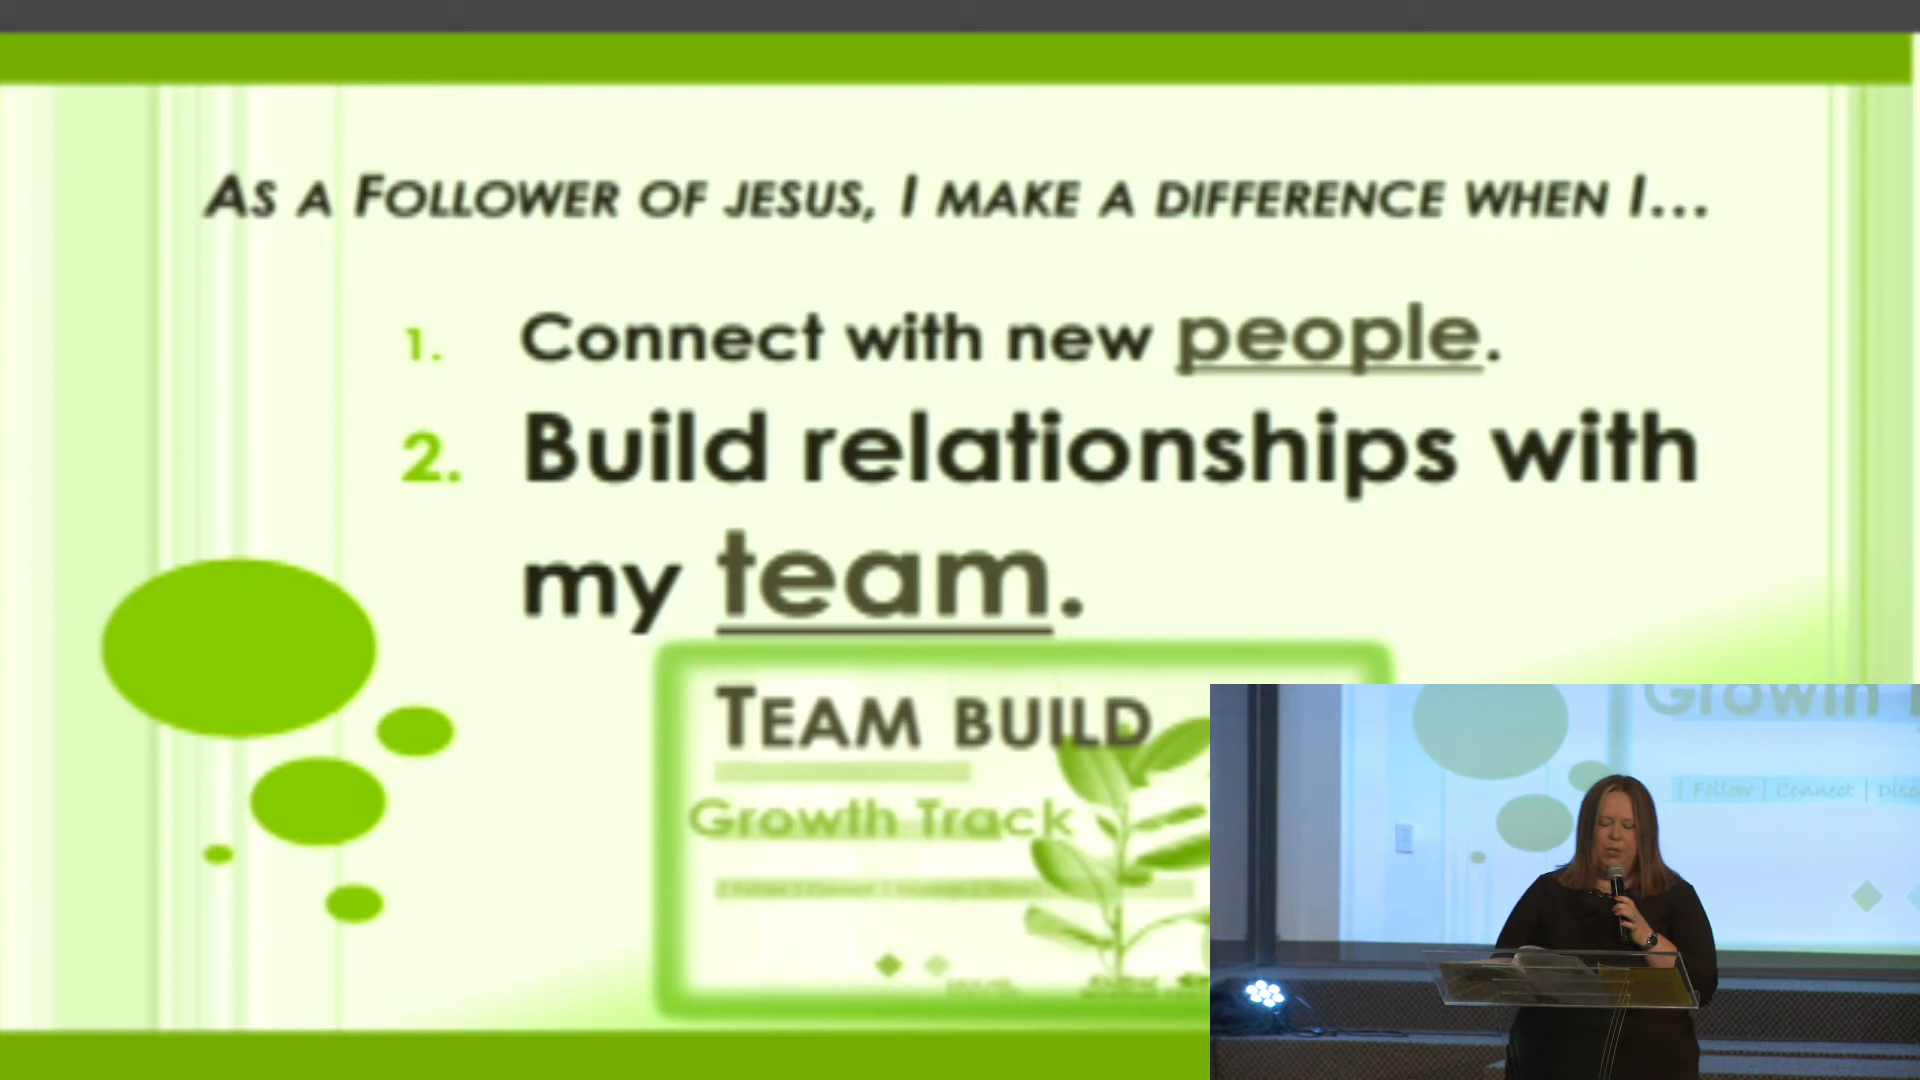 AS A FOLLOWER OF JESUS, I MAKE A DIFFERENCE WHEN I...
1. Connect with new people.
2. Build relationships with
my team.
TEAM BUILD
Growth Track
Growth
| Follow | Connect |